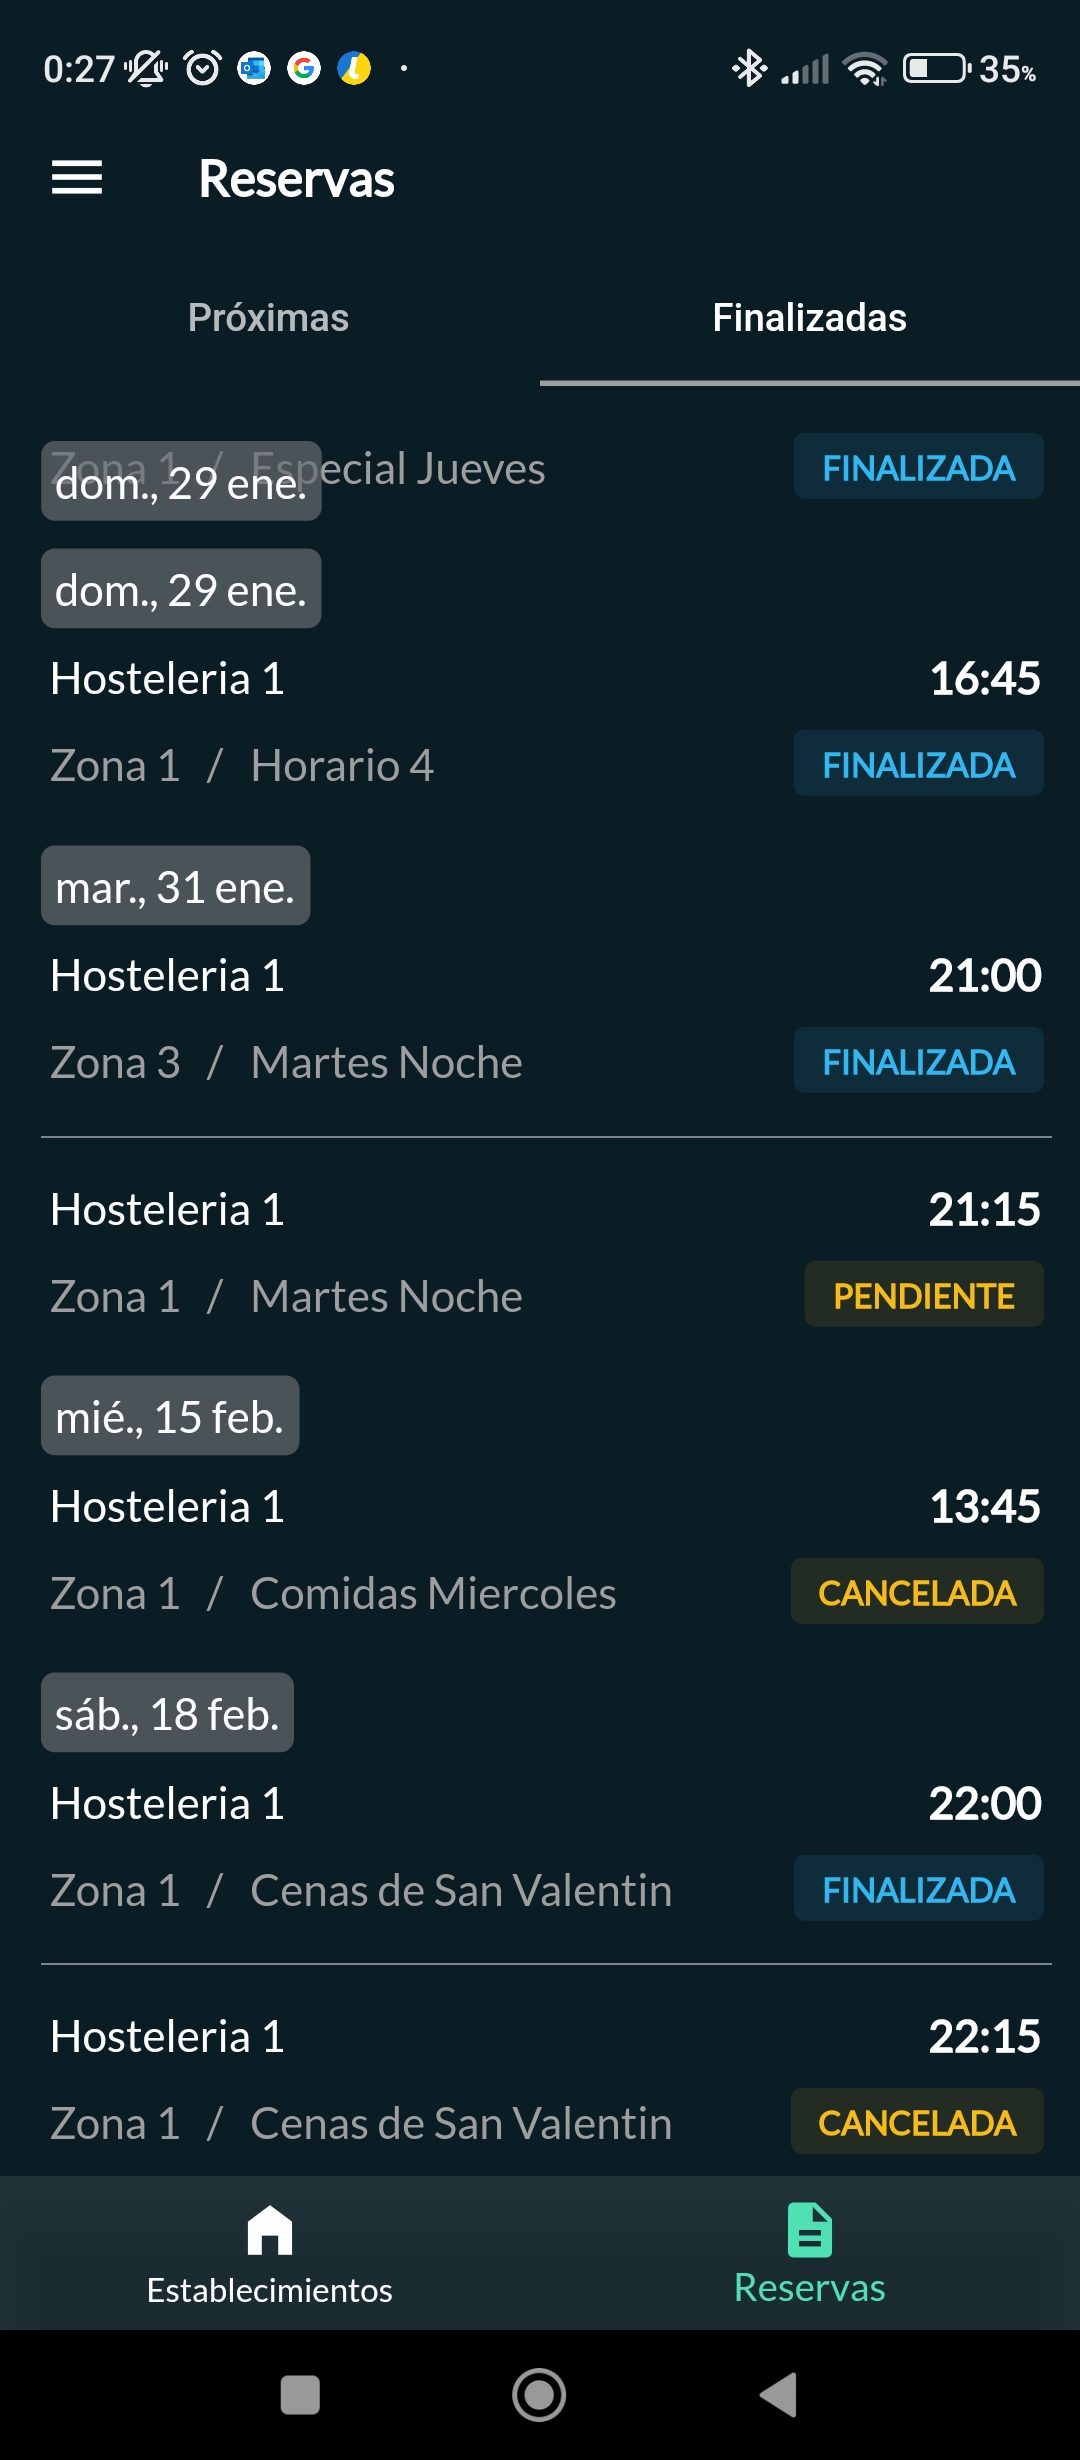 0:27
35%
Reservas
Próximas Finalizadas
Zona 1 / Especial Jueves FINALIZADA
dom., 29 ene.
dom., 29 ene.
Hosteleria 1 16:45
Zona 1 / Horario 4 FINALIZADA
mar., 31 ene.
Hosteleria 1 21:00
Zona 3 / Martes Noche FINALIZADA
Hosteleria 1 21:15
Zona 1 / Martes Noche PENDIENTE
mié., 15 feb.
Hosteleria 1 13:45
Zona 1 / Comidas Miercoles CANCELADA
sáb., 18 feb.
Hosteleria 1 22:00
Zona 1 / Cenas de San Valentin FINALIZADA
Hosteleria 1 22:15
Zona 1 / Cenas de San Valentin CANCELADA
Establecimientos Reservas